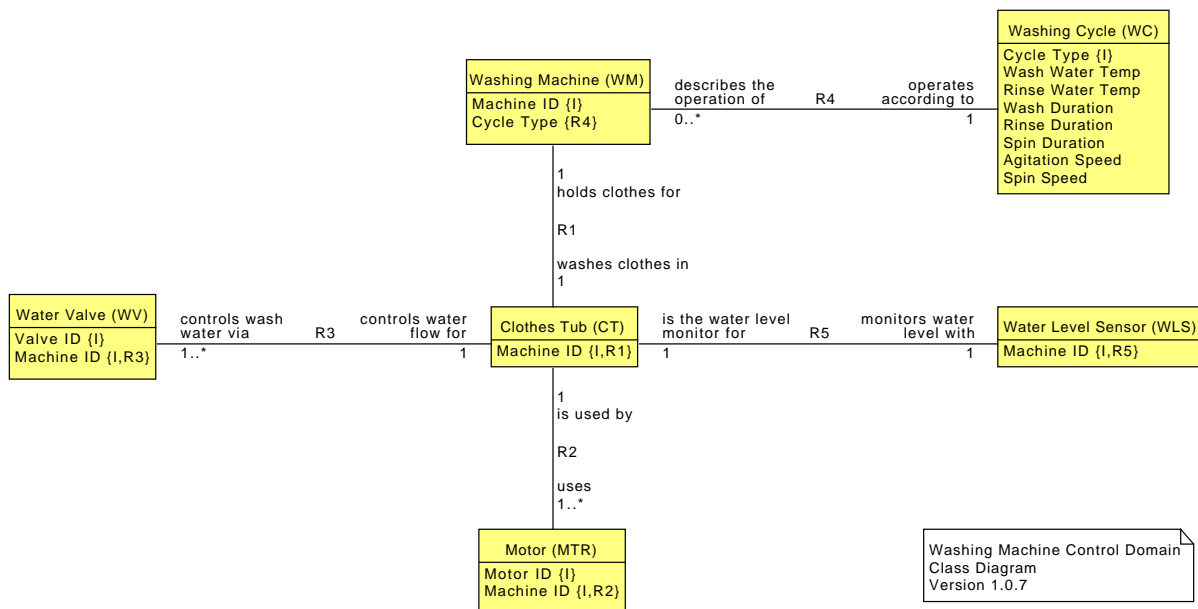 Washing Cycle (WC)
Cycle Type {I}
Wash Water Temp
Rinse Water Temp
Wash Duration
Rinse Duration
Spin Duration
Agitation Speed
Spin Speed
Washing Machine (WM)
Machine ID {I}
Cycle Type {R4}
describes the
operation of
0..*
R4
operates
according to
1
1
holds clothes for
R1
washes clothes in
1
Water Valve (WV)
Valve ID {I}
Machine ID {I,R3}
controls wash
water via
1..*
R3
controls water
flow for
1
Clothes Tub (CT)
Machine ID {I,R1}
is the water level
monitor for
1
R5
monitors water
level with
1
Water Level Sensor (WLS)
Machine ID {I,R5}
1
is used by
R2
uses
1..*
Motor (MTR)
Motor ID {I}
Machine ID {I,R2}
Washing Machine Control Domain
Class Diagram
Version 1.0.7